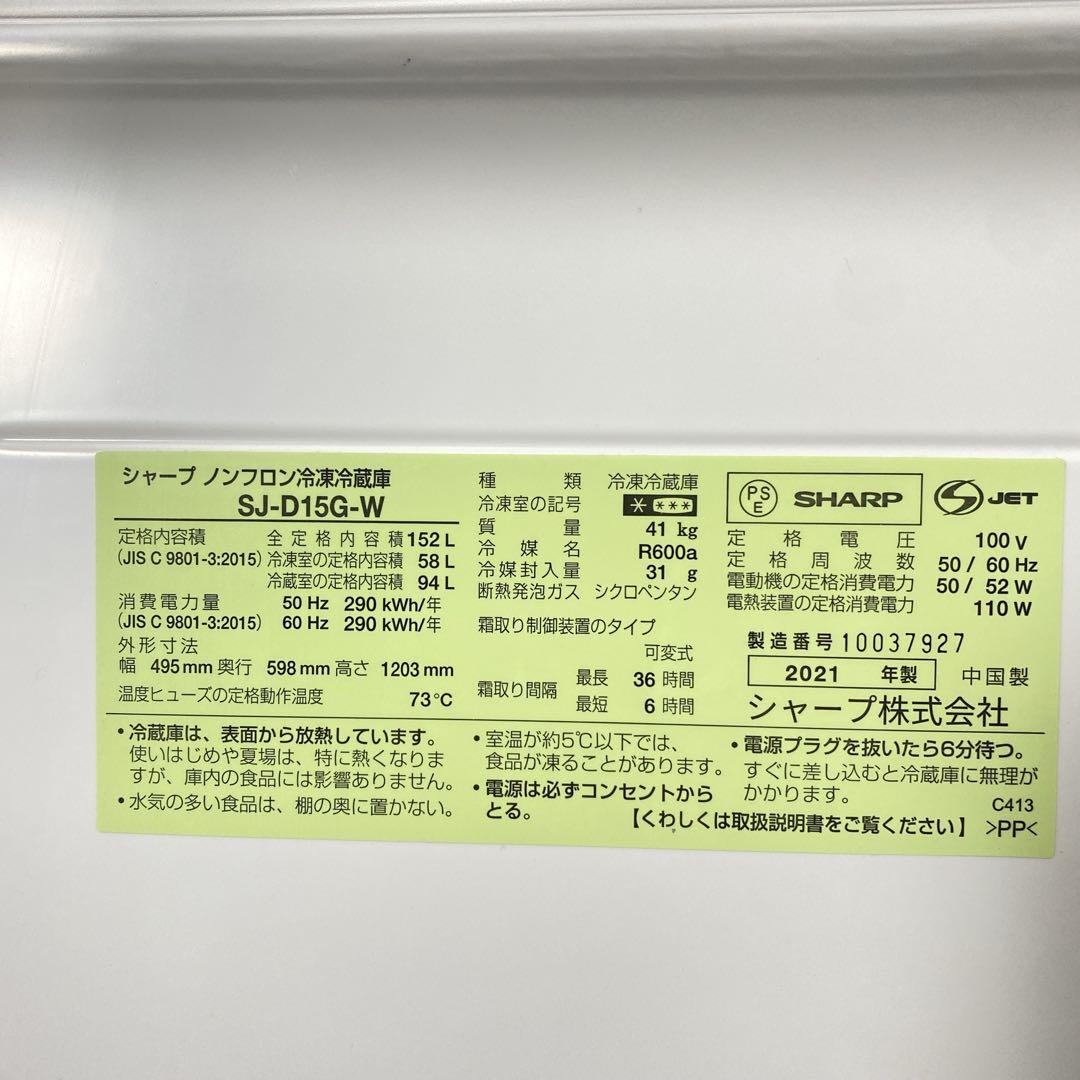 シャープ ノンフロン冷凍冷蔵庫
SJ-D15G-W
定格内容積 全定格内容積 152 L
(JIS C 9801-3:2015) 冷凍室の定格内容積 58 L
冷蔵室の定格内容積 94 L
消費電力量 50 Hz 290 kWh/年
(JIS C 9801-3:2015) 60 Hz 290 kWh/年
外形寸法
幅 495 mm 奥行 598 mm 高さ 1203 mm
温度ヒューズの定格動作温度 73℃
種類 冷凍冷蔵庫
冷凍室の記号 * ***
質量 41 kg
冷媒名 R600a
冷媒封入量 31 g
断熱発泡ガス シクロペンタン
霜取り制御装置のタイプ
可変式
霜取り間隔 最長 36 時間
最短 6 時間
PSE SHARP S JET
定格電圧 100 V
定格周波数 50 / 60 Hz
電動機の定格消費電力 50 / 52 W
電熱装置の定格消費電力 110 W
製造番号 10037927
2021 年製 中国製
シャープ株式会社
・冷蔵庫は、表面から放熱しています。
使いはじめや夏場は、特に熱くなりま
すが、庫内の食品には影響ありません。
・水気の多い食品は、棚の奥に置かない。
・室温が約5℃以下では、
食品が凍ることがあります。
・電源は必ずコンセントから
とる。
・電源プラグを抜いたら6分待つ。
すぐに差し込むと冷蔵庫に無理が
かかります。
C413
【くわしくは取扱説明書をご覧ください】 >PP<